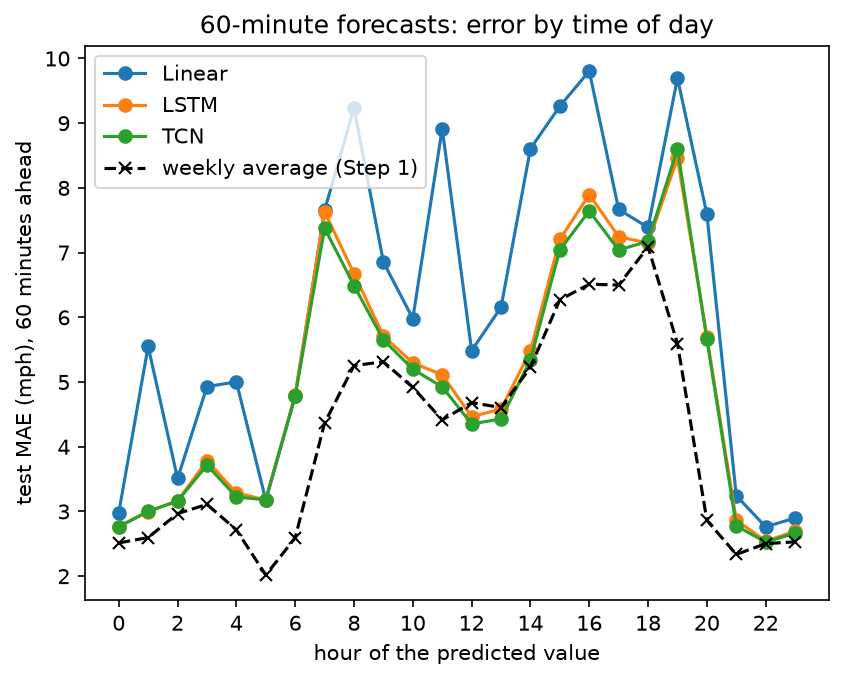 60-minute forecasts: error by time of day
Linear
LSTM
TCN
weekly average (Step 1)
test MAE (mph), 60 minutes ahead
10
9
8
7
6
5
4
3
2
0 2 4 6 8 10 12 14 16 18 20 22
hour of the predicted value